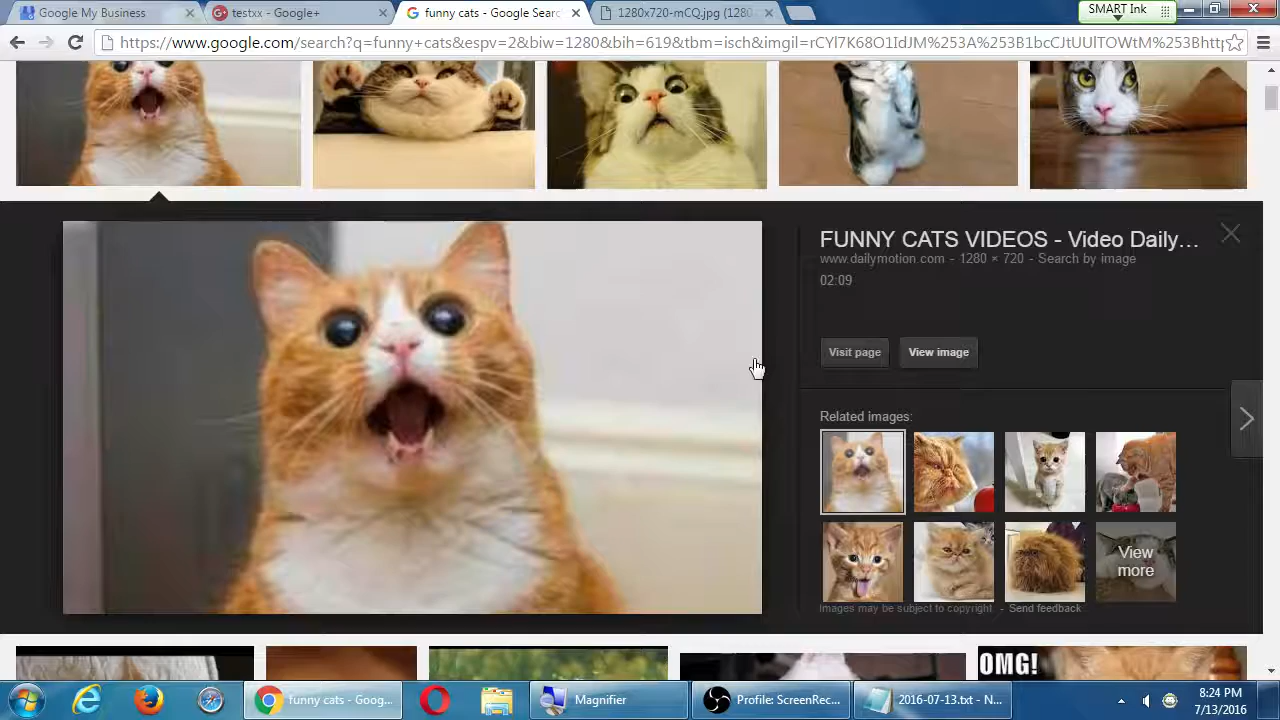 Google My Business
testxx - Google+
funny cats - Google Searc
1280x720-mCQ.jpg (1280
SMART Ink
https://www.google.com/search?q=funny+cats&espv=2&biw=1280&bih=619&tbm=isch&imgil=rCYl7K68O1IdJM%253A%253B1bcCJtUUlTOWtM%253Bhttp
FUNNY CATS VIDEOS - Video Daily...
www.dailymotion.com - 1280 × 720 - Search by image
02:09
Visit page
View image
Related images:
View
more
Images may be subject to copyright - Send feedback
OMG!
funny cats - Goog...
Magnifier
Profile: ScreenRec...
2016-07-13.txt - N...
8:24 PM
7/13/2016